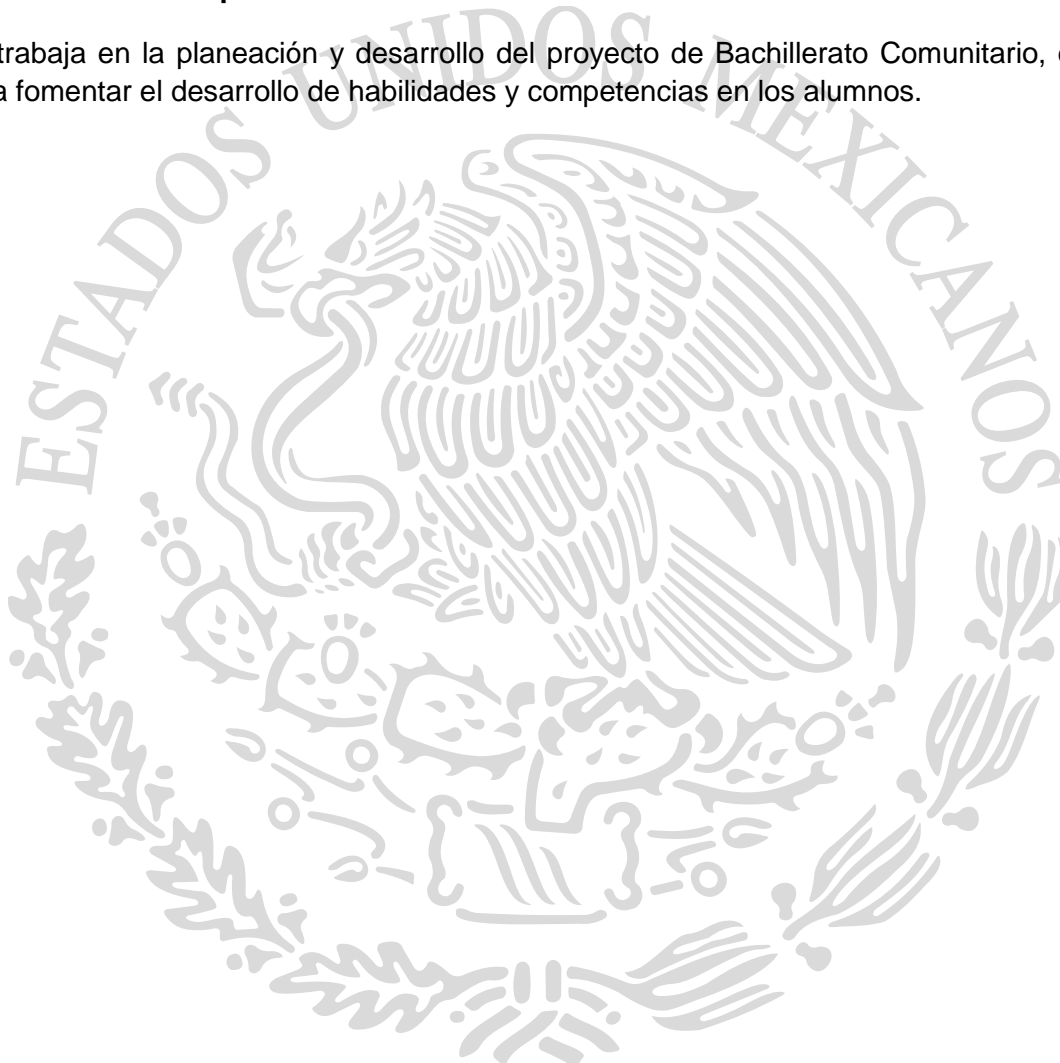 trabaja en la planeación y desarrollo del proyecto de Bachillerato Comunitario,
fomentar el desarrollo de habilidades y competencias en los alumnos.
ESTADOS UNIDOS MEXICANOS